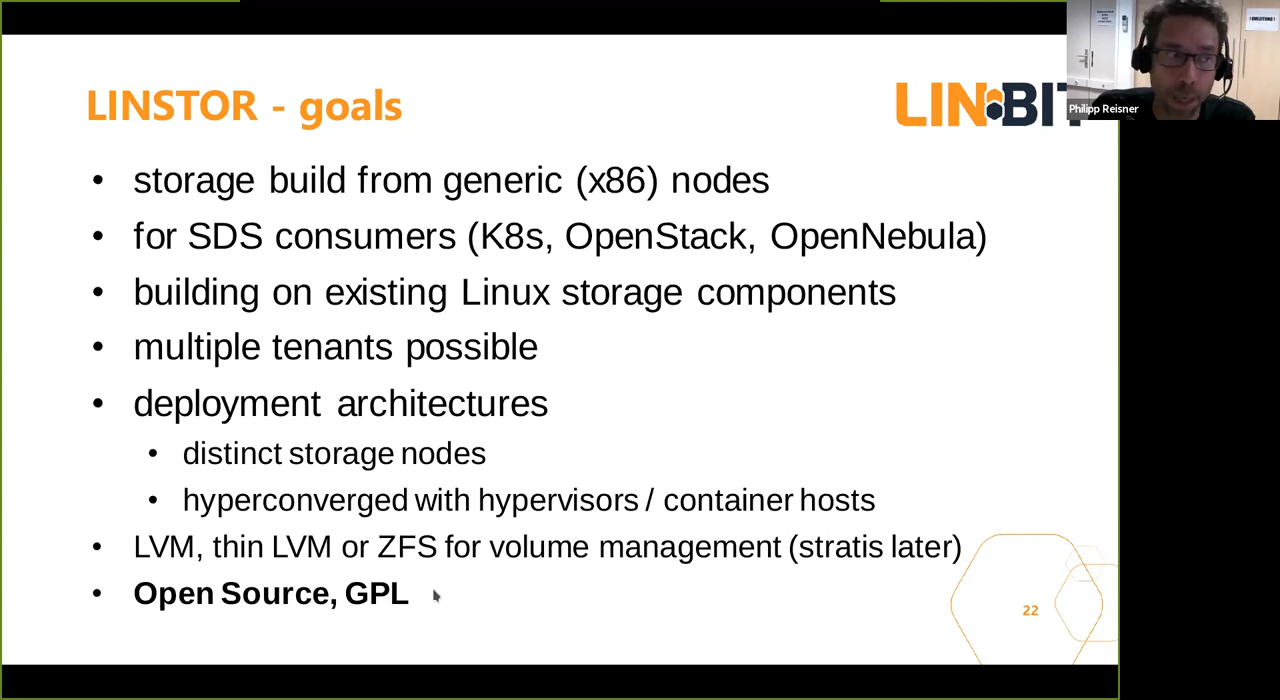 LINSTOR - goals
LINBIT
Philipp Reisner
• storage build from generic (x86) nodes
• for SDS consumers (K8s, OpenStack, OpenNebula)
• building on existing Linux storage components
• multiple tenants possible
• deployment architectures
• distinct storage nodes
• hyperconverged with hypervisors / container hosts
• LVM, thin LVM or ZFS for volume management (stratis later)
• Open Source, GPL
22